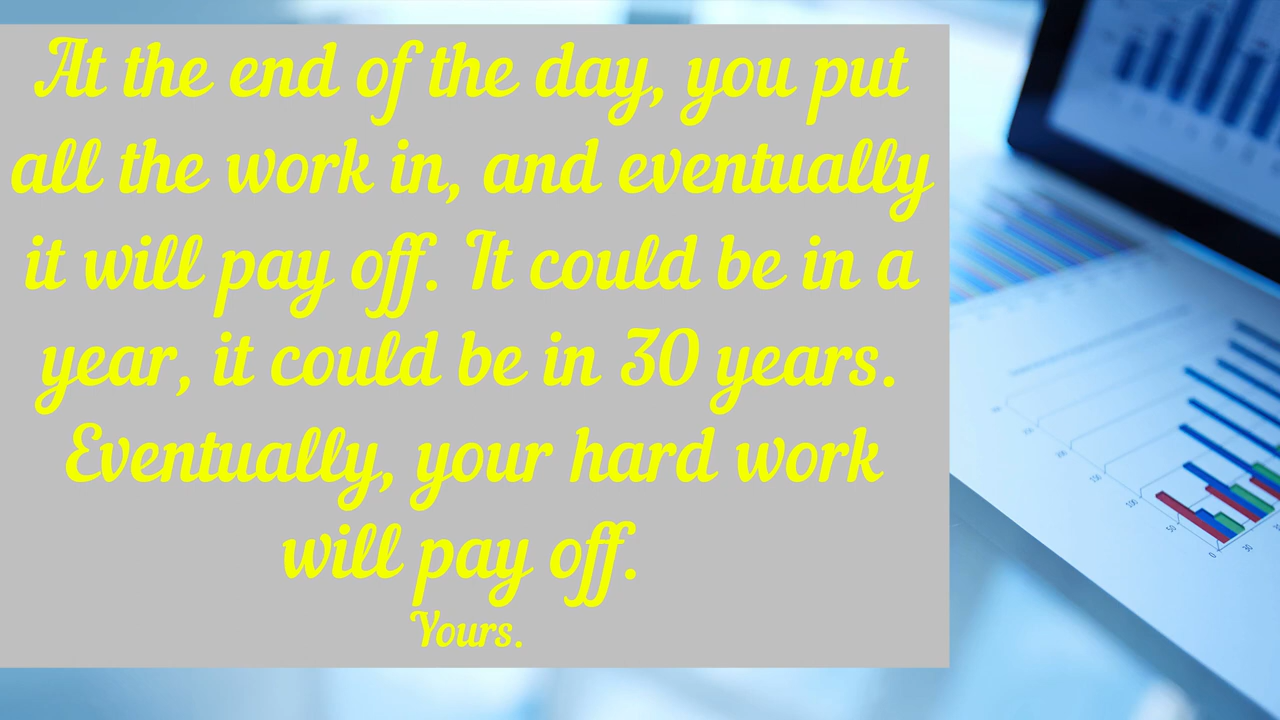 At the end of the day, you put
all the work in, and eventually
it will pay off. It could be in a
year, it could be in 30 years.
Eventually, your hard work
will pay off.
Yours.